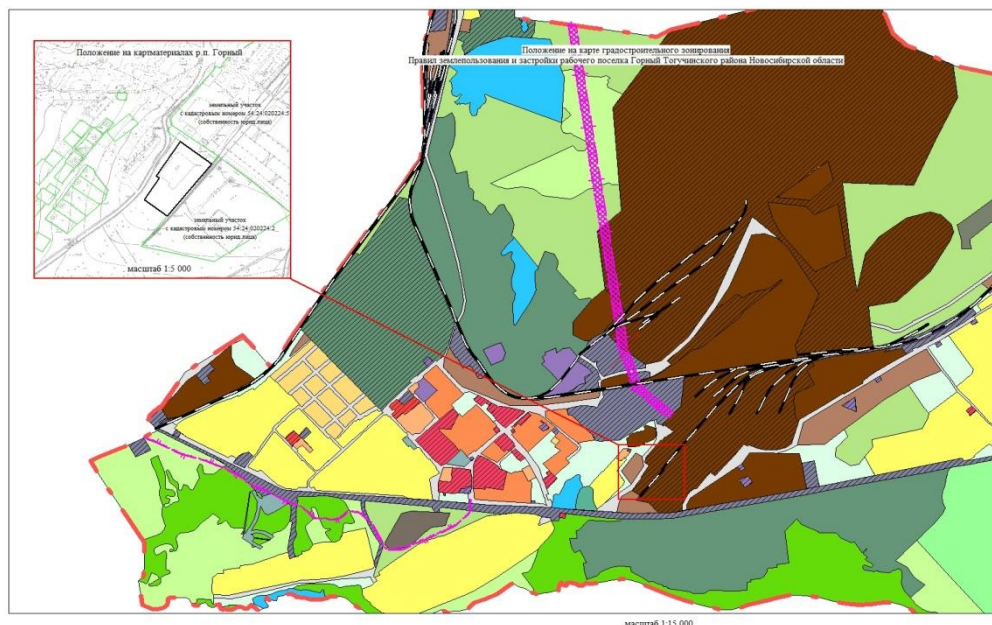 Положение на картматериалах р.п. Горный
земельный участок
с кадастровым номером 54:24:020224:5
(собственность юрид.лица)
земельный участок
с кадастровым номером 54:24:020224:2
(собственность юрид.лица)
масштаб 1:5 000
Положение на карте градостроительного зонирования
Правил землепользования и застройки рабочего поселка Горный Тогучинского района Новосибирской области
масштаб 1:15 000